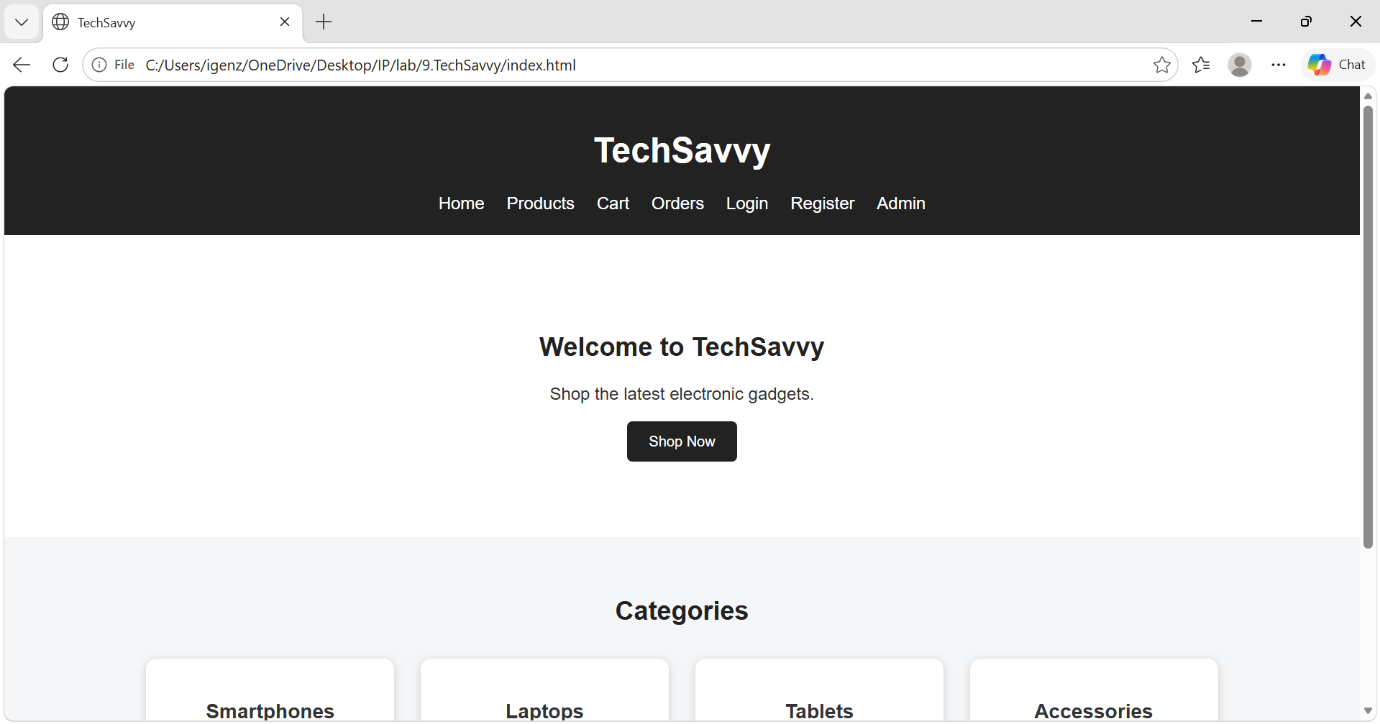 TechSavvy
File C:/Users/igenz/OneDrive/Desktop/IP/lab/9.TechSavvy/index.html Chat
TechSavvy
Home Products Cart Orders Login Register Admin
Welcome to TechSavvy
Shop the latest electronic gadgets.
Shop Now
Categories
Smartphones Laptops Tablets Accessories